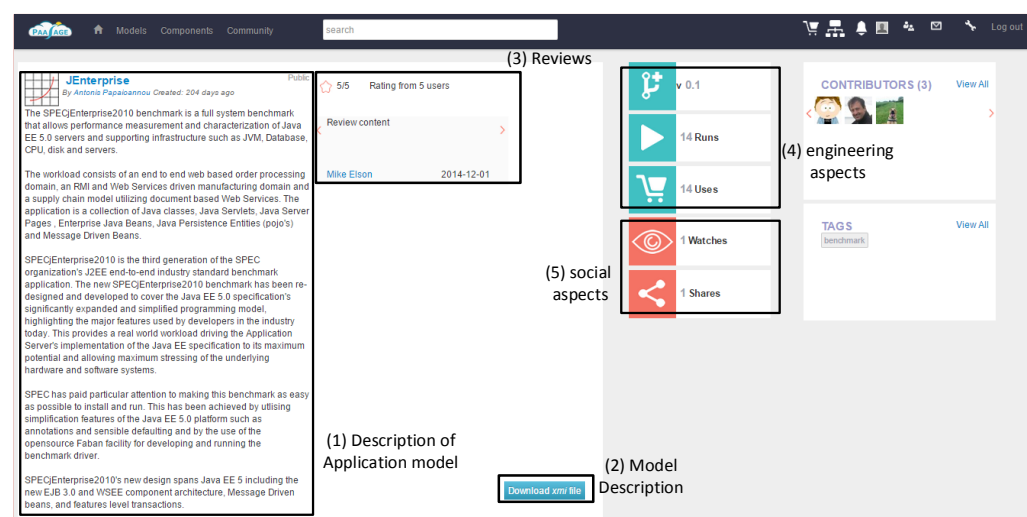 PAASAGE Models Components Community search Log out
(3) Reviews
JEnterprise Public
By Antonis Papaioannou Created: 204 days ago
The SPECjEnterprise2010 benchmark is a full system benchmark
that allows performance measurement and characterization of Java
EE 5.0 servers and supporting infrastructure such as JVM, Database,
CPU, disk and servers.
The workload consists of an end to end web based order processing
domain, an RMI and Web Services driven manufacturing domain and
a supply chain model utilizing document based Web Services. The
application is a collection of Java classes, Java Servlets, Java Server
Pages , Enterprise Java Beans, Java Persistence Entities (pojo's)
and Message Driven Beans.
SPECjEnterprise2010 is the third generation of the SPEC
organization's J2EE end-to-end industry standard benchmark
application. The new SPECjEnterprise2010 benchmark has been re-
designed and developed to cover the Java EE 5.0 specification's
significantly expanded and simplified programming model,
highlighting the major features used by developers in the industry
today. This provides a real world workload driving the Application
Server's implementation of the Java EE specification to its maximum
potential and allowing maximum stressing of the underlying
hardware and software systems.
SPEC has paid particular attention to making this benchmark as easy
as possible to install and run. This has been achieved by utlising
simplification features of the Java EE 5.0 platform such as
annotations and sensible defaulting and by the use of the
opensource Faban facility for developing and running the
benchmark driver.
SPECjEnterprise2010's new design spans Java EE 5 including the
new EJB 3.0 and WSEE component architecture, Message Driven
beans, and features level transactions.
5/5 Rating from 5 users
Review content
Mike Elson 2014-12-01
(1) Description of
Application model
(2) Model
Description
Download xmi file
v 0.1
14 Runs
14 Uses
(4) engineering
aspects
1 Watches
1 Shares
(5) social
aspects
CONTRIBUTORS (3) View All
TAGS View All
benchmark